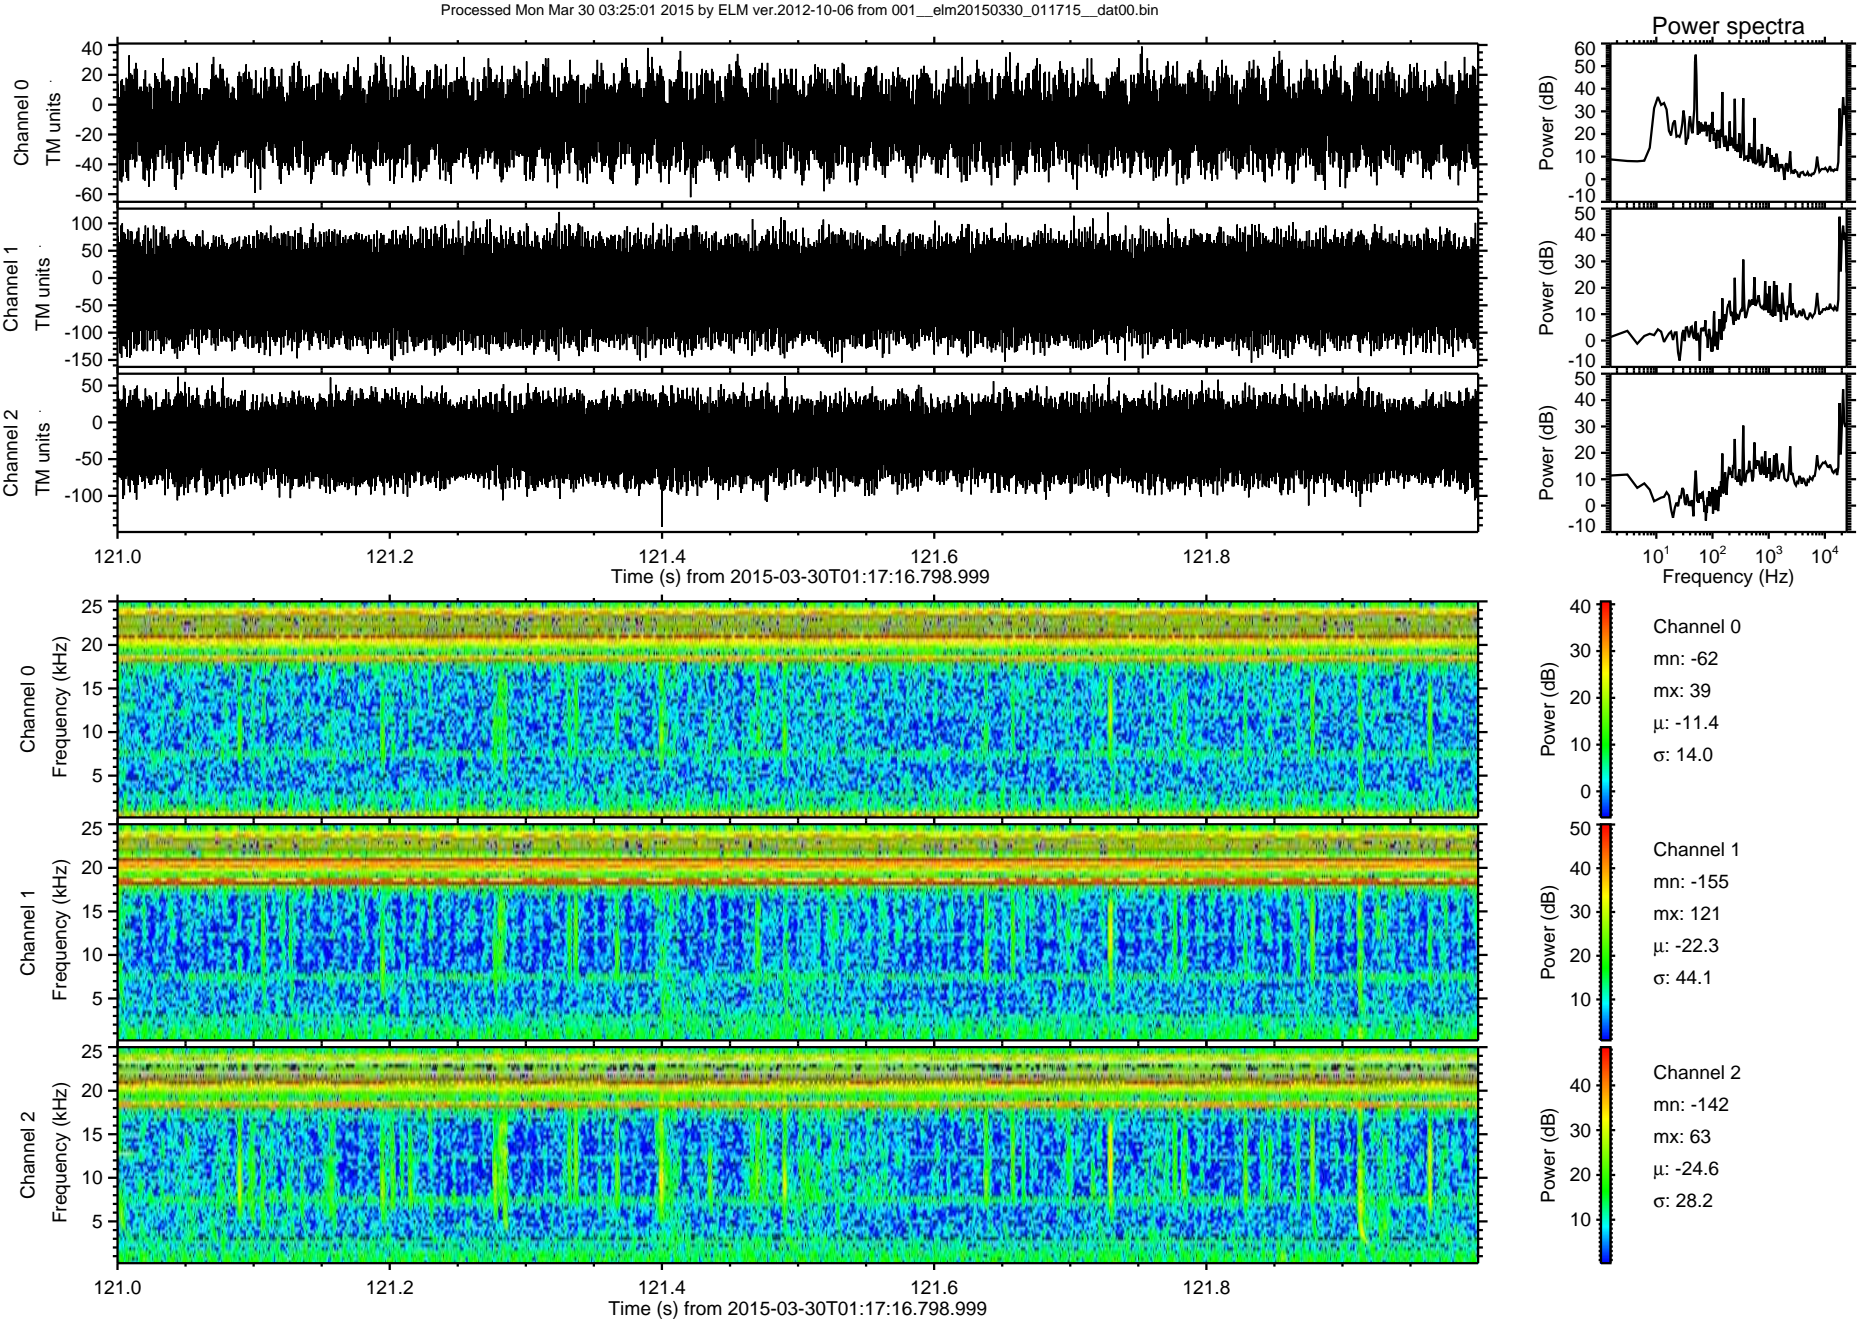 Processed Mon Mar 30 03:25:01 2015 by ELM ver.2012-10-06 from 001__elm20150330_011715__dat00.bin
Power spectra
Channel 0
TM units
40
20
0
-20
-40
-60
Power (dB)
60
50
40
30
20
10
0
-10
Channel 1
TM units
100
50
0
-50
-100
-150
Power (dB)
50
40
30
20
10
0
-10
Channel 2
TM units
50
0
-50
-100
Power (dB)
50
40
30
20
10
0
-10
121.0 121.2 121.4 121.6 121.8
Time (s) from 2015-03-30T01:17:16.798.999
10^1 10^2 10^3 10^4
Frequency (Hz)
Channel 0
Frequency (kHz)
25
20
15
10
5
Power (dB)
40
30
20
10
0
Channel 0
mn: -62
mx: 39
μ: -11.4
σ: 14.0
Channel 1
Frequency (kHz)
25
20
15
10
5
Power (dB)
50
40
30
20
10
Channel 1
mn: -155
mx: 121
μ: -22.3
σ: 44.1
Channel 2
Frequency (kHz)
25
20
15
10
5
Power (dB)
40
30
20
10
Channel 2
mn: -142
mx: 63
μ: -24.6
σ: 28.2
121.0 121.2 121.4 121.6 121.8
Time (s) from 2015-03-30T01:17:16.798.999